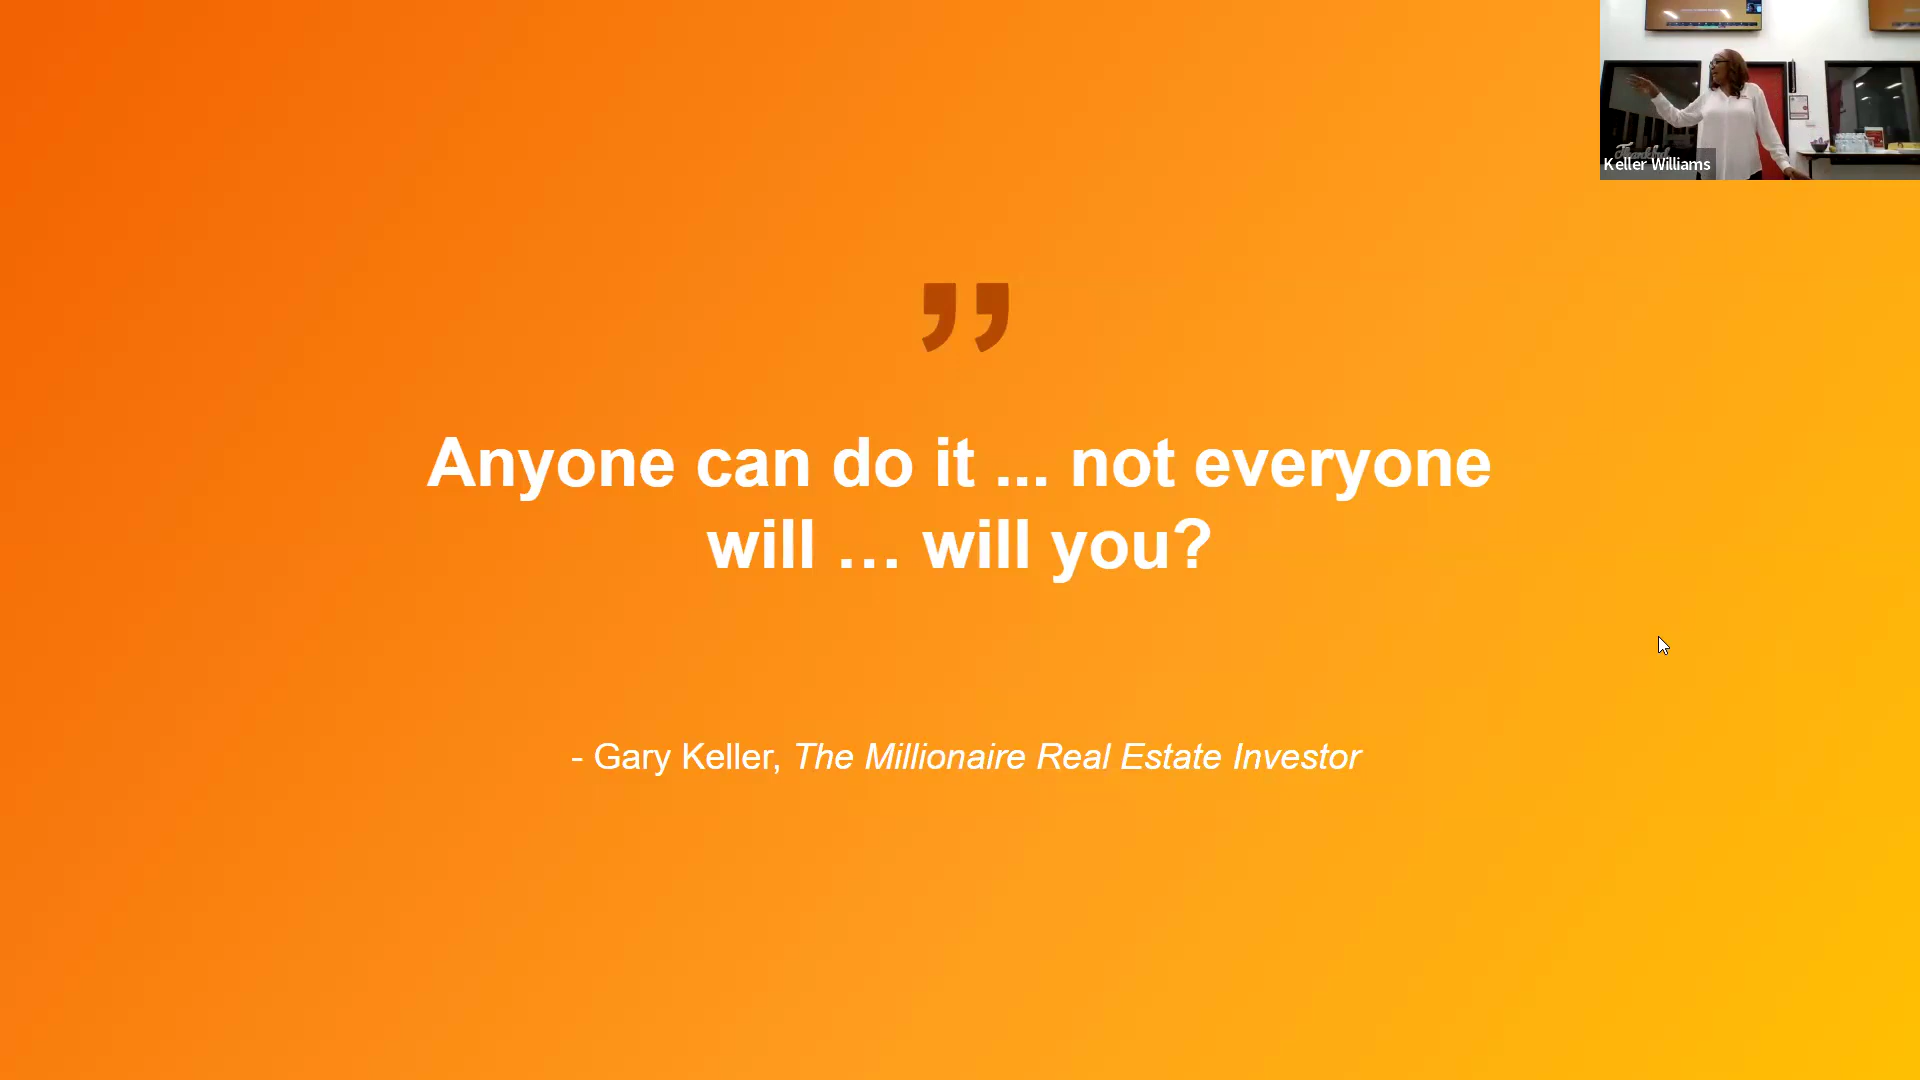 Keller Williams
”
Anyone can do it ... not everyone
will … will you?
- Gary Keller, The Millionaire Real Estate Investor